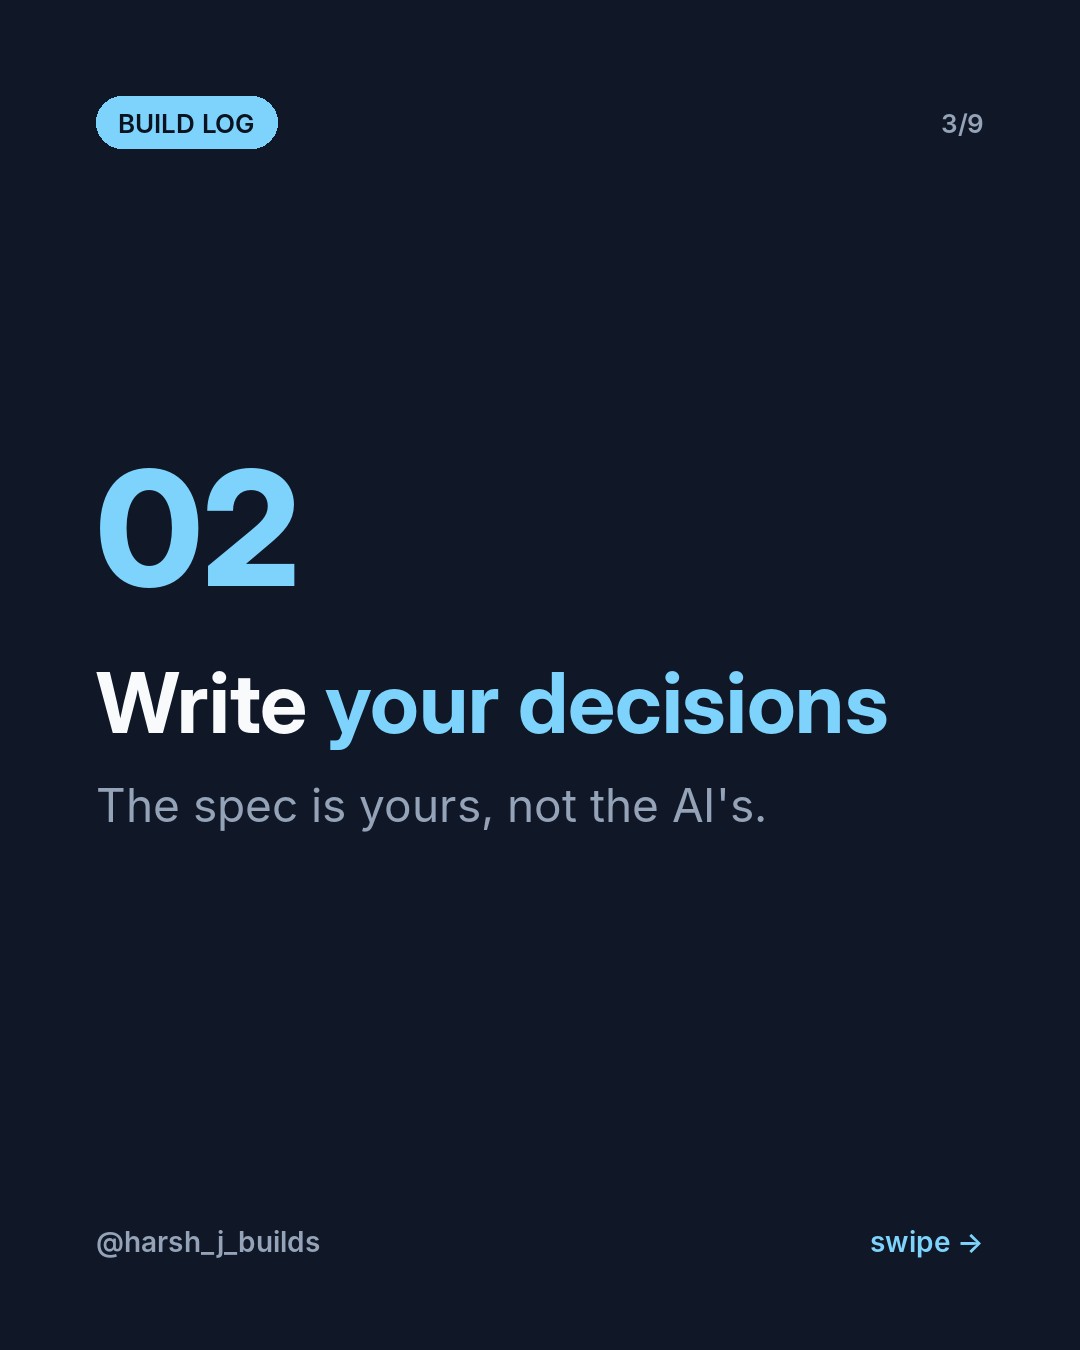 BUILD LOG
3/9
02
Write your decisions
The spec is yours, not the AI's.
@harsh_j_builds
swipe →